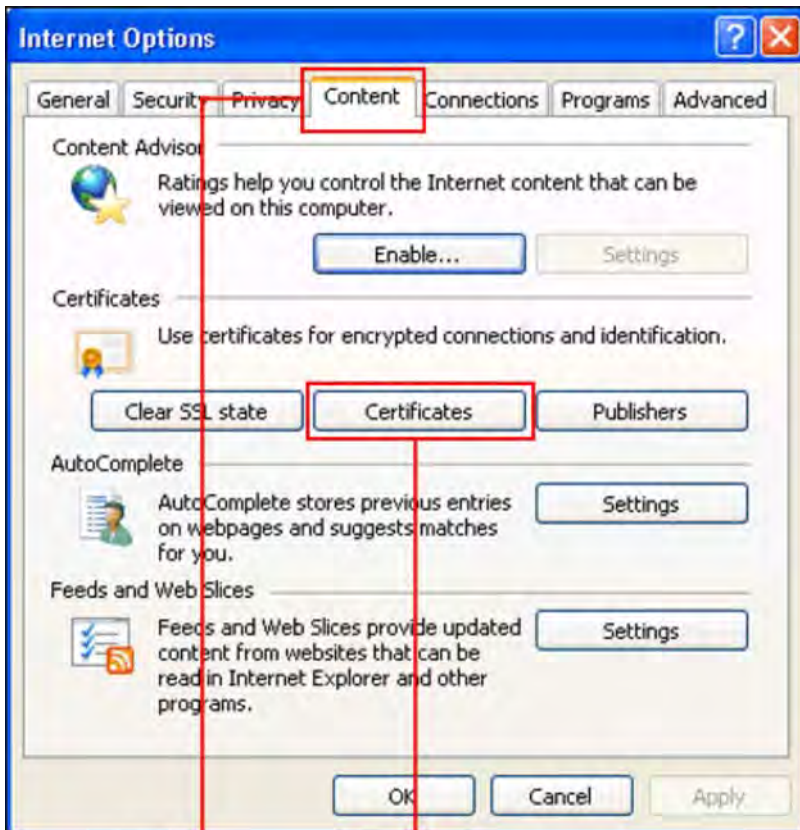 Internet Options
General Security Privacy Content Connections Programs Advanced
Content Advisor
Ratings help you control the Internet content that can be
viewed on this computer.
Enable... Settings
Certificates
Use certificates for encrypted connections and identification.
Clear SSL state Certificates Publishers
AutoComplete
AutoComplete stores previous entries Settings
on webpages and suggests matches
for you.
Feeds and Web Slices
Feeds and Web Slices provide updated Settings
content from websites that can be
read in Internet Explorer and other
programs.
OK Cancel Apply